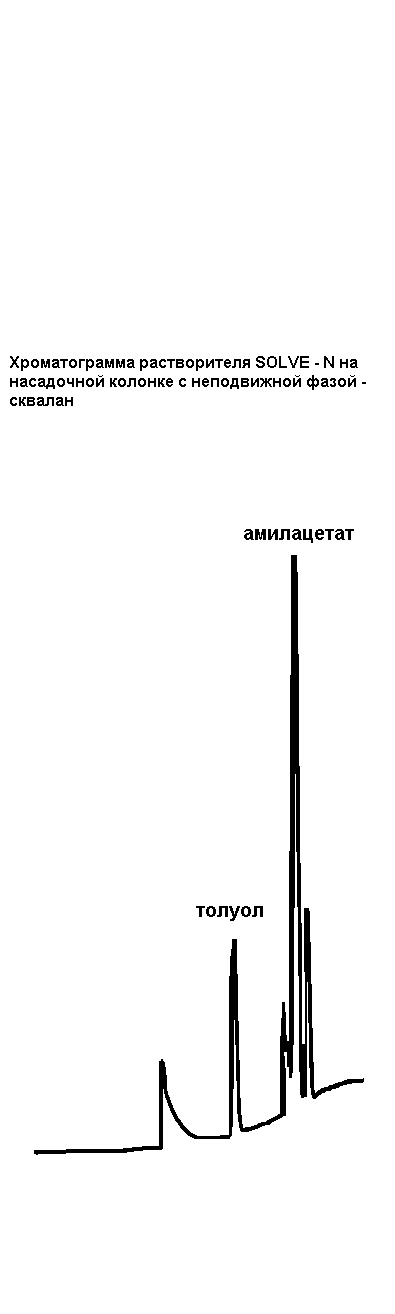 Хроматограмма растворителя SOLVE - N на
насадочной колонке с неподвижной фазой -
сквалан
амилацетат
толуол